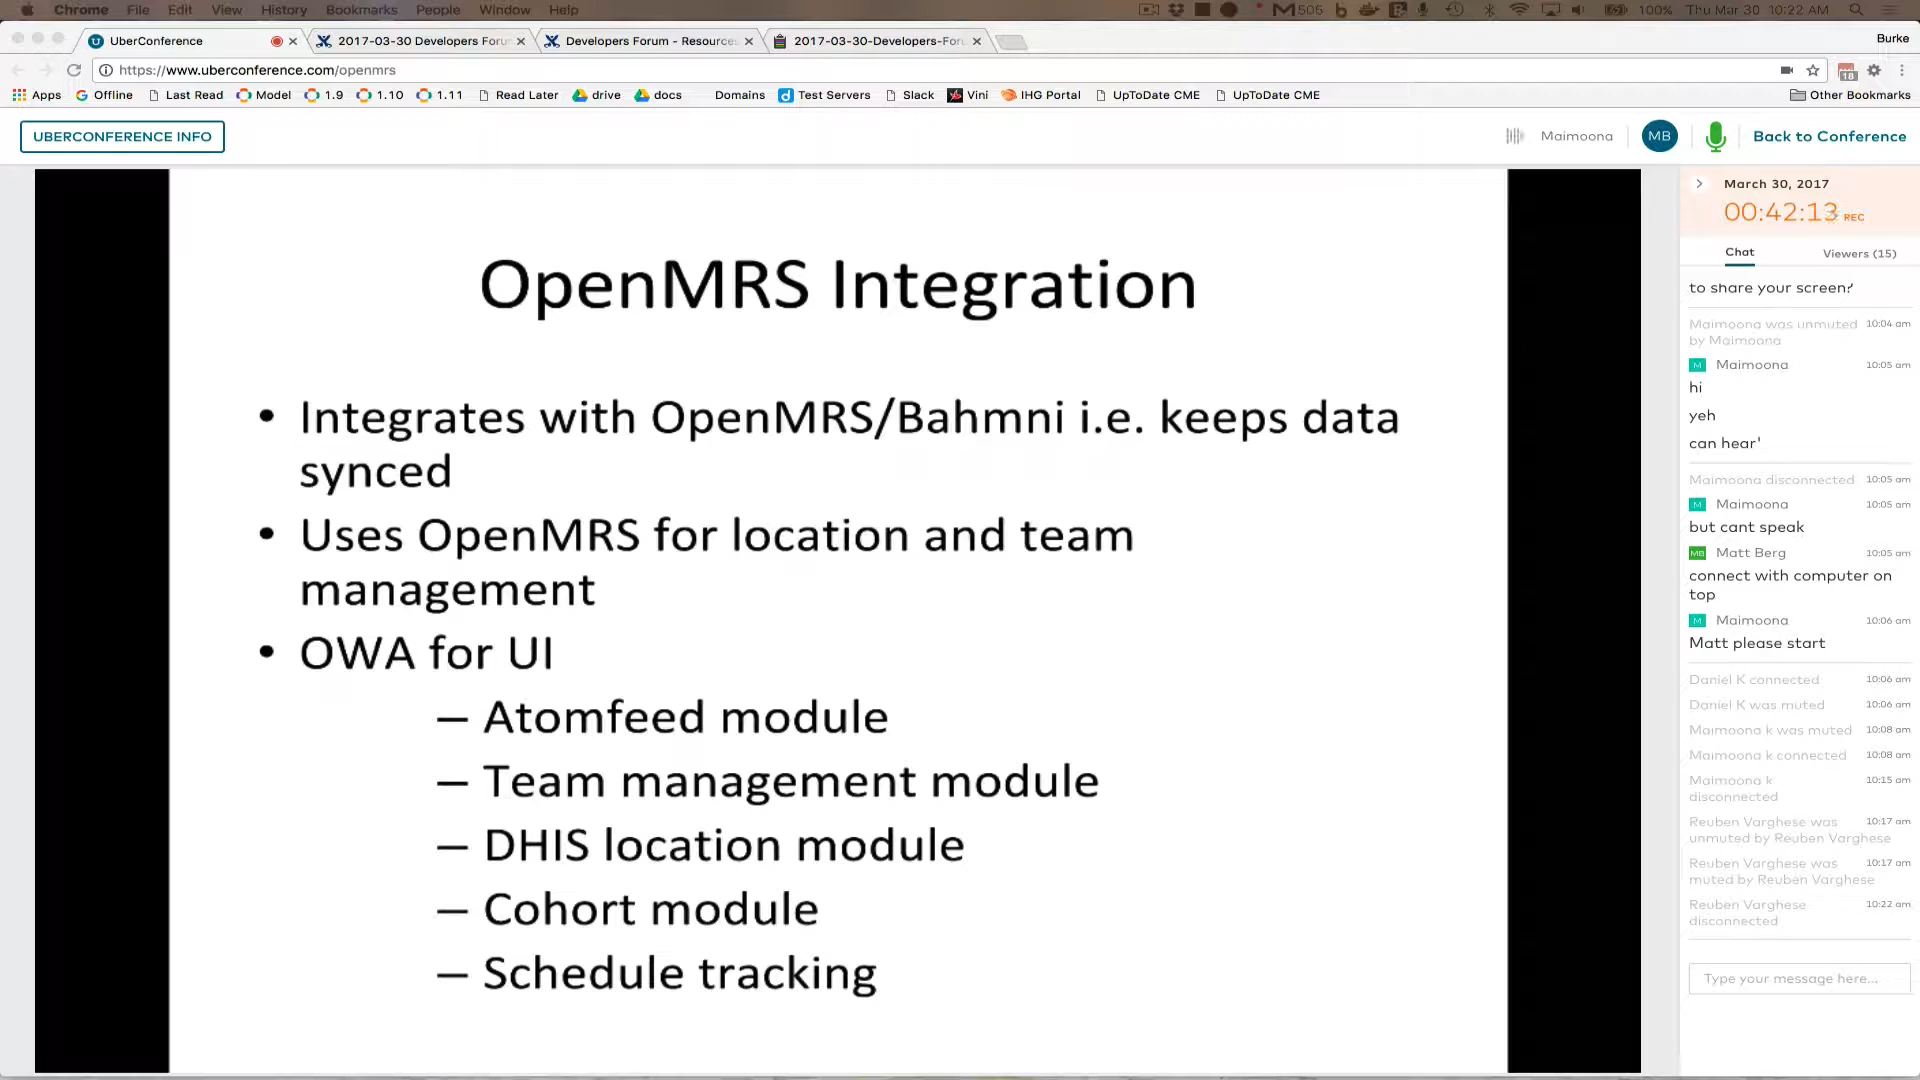 Chrome File Edit View History Bookmarks People Window Help 505 100% Thu Mar 30 10:22 AM
UberConference 2017-03-30 Developers Foru Developers Forum - Resource 2017-03-30-Developers-For Burke
https://www.uberconference.com/openmrs 18
Apps Offline Last Read Model 1.9 1.10 1.11 Read Later drive docs Domains Test Servers Slack Vini IHG Portal UpToDate CME UpToDate CME Other Bookmarks
UBERCONFERENCE INFO Maimoona MB Back to Conference
OpenMRS Integration
• Integrates with OpenMRS/Bahmni i.e. keeps data
synced
• Uses OpenMRS for location and team
management
• OWA for UI
– Atomfeed module
– Team management module
– DHIS location module
– Cohort module
– Schedule tracking
March 30, 2017
00:42:13 REC
Chat Viewers (15)
to share your screen?
Maimoona was unmuted 10:04 am
by Maimoona
M Maimoona 10:05 am
hi
yeh
can hear'
Maimoona disconnected 10:05 am
M Maimoona 10:05 am
but cant speak
MB Matt Berg 10:05 am
connect with computer on
top
M Maimoona 10:06 am
Matt please start
Daniel K connected 10:06 am
Daniel K was muted 10:06 am
Maimoona k was muted 10:08 am
Maimoona k connected 10:08 am
Maimoona k 10:15 am
disconnected
Reuben Varghese was 10:17 am
unmuted by Reuben Varghese
Reuben Varghese was 10:17 am
muted by Reuben Varghese
Reuben Varghese 10:22 am
disconnected
Type your message here...